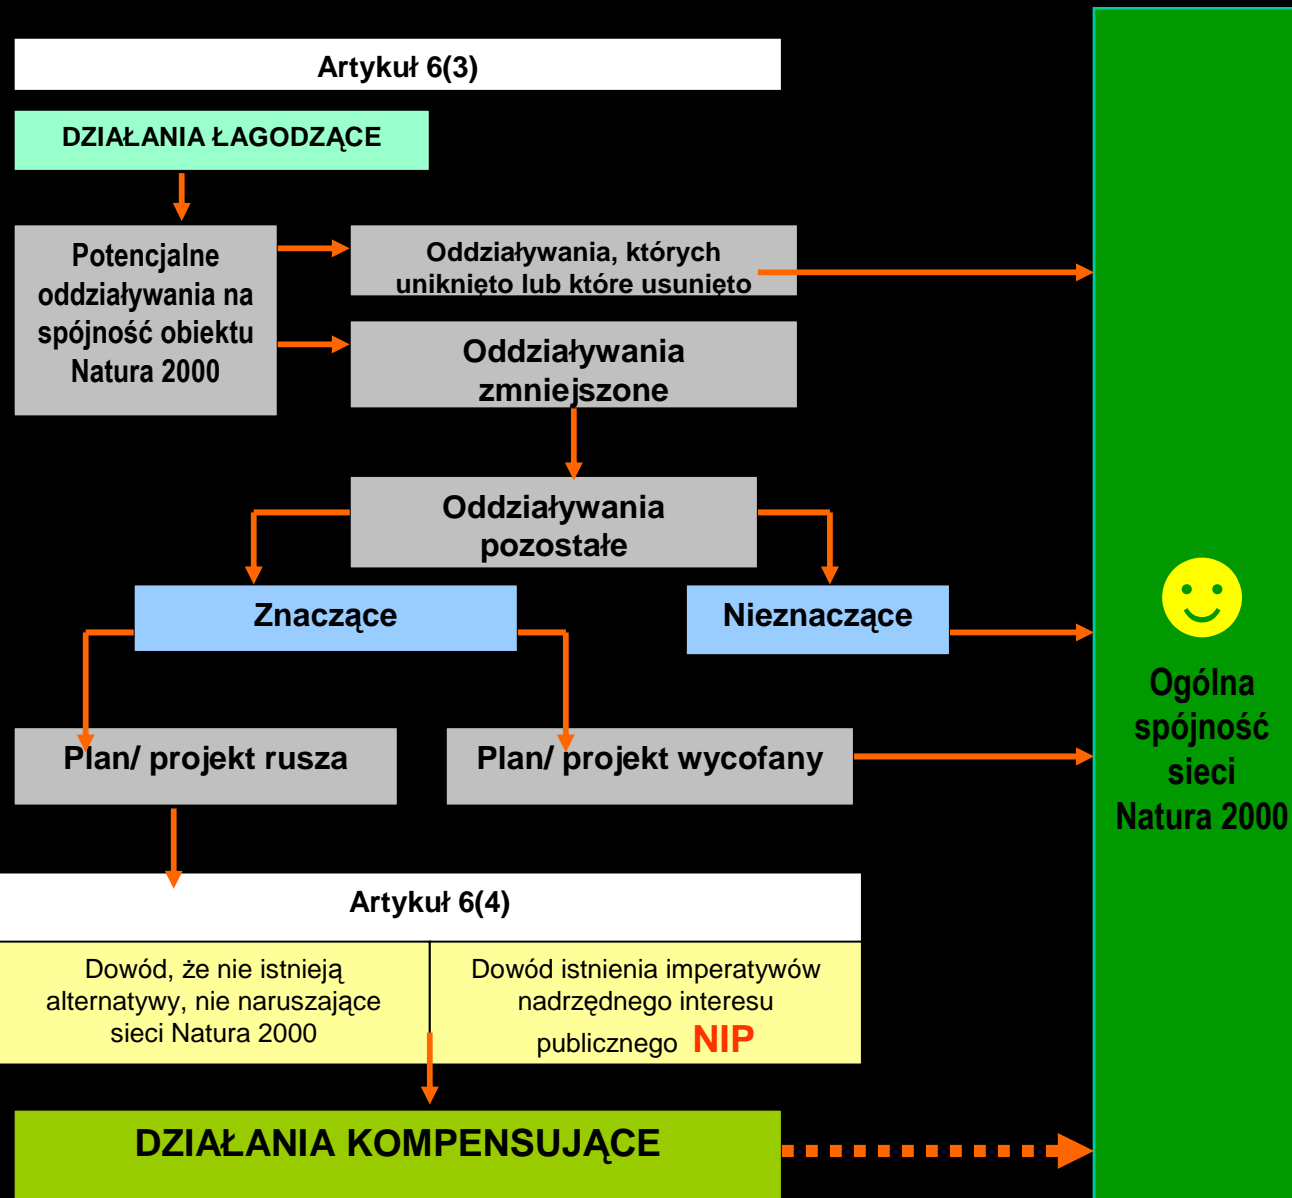 Artykuł 6(3)
DZIAŁANIA ŁAGODZĄCE
Potencjalne
oddziaływania na
spójność obiektu
Natura 2000
Oddziaływania, których
uniknięto lub które usunięto
Oddziaływania
zmniejszone
Oddziaływania
pozostałe
Znaczące
Nieznaczące
Plan/ projekt rusza
Plan/ projekt wycofany
Artykuł 6(4)
Dowód, że nie istnieją
alternatywy, nie naruszające
sieci Natura 2000
Dowód istnienia imperatywów
nadrzędnego interesu
publicznego NIP
DZIAŁANIA KOMPENSUJĄCE
Ogólna
spójność
sieci
Natura 2000